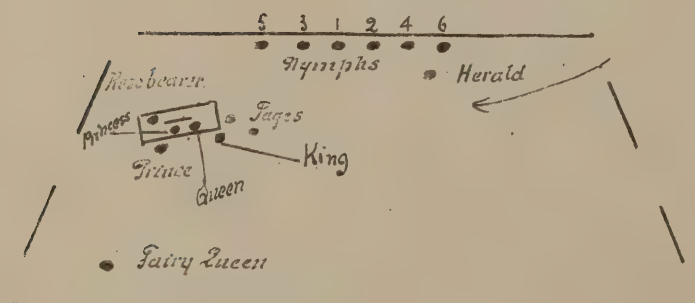 5 3 1 2 4 6
Nymphs
Herald
Rosebearer
Princess
Pages
Prince
King
Queen
Fairy Queen